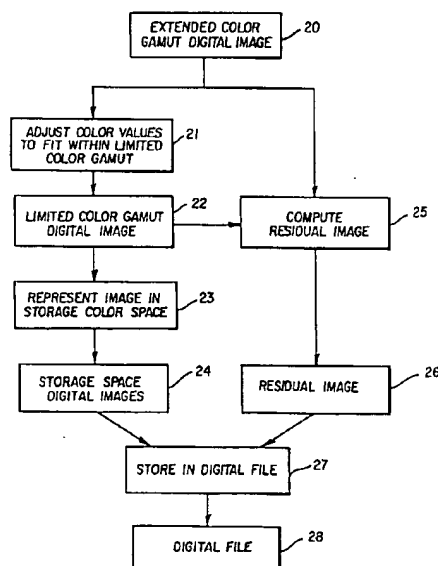 EXTENDED COLOR
GAMUT DIGITAL IMAGE
20
ADJUST COLOR VALUES
TO FIT WITHIN LIMITED
COLOR GAMUT
21
LIMITED COLOR GAMUT
DIGITAL IMAGE
22
COMPUTE
RESIDUAL IMAGE
25
REPRESENT IMAGE IN
STORAGE COLOR SPACE
23
STORAGE SPACE
DIGITAL IMAGES
24
RESIDUAL IMAGE
26
STORE IN DIGITAL FILE
27
DIGITAL FILE
28